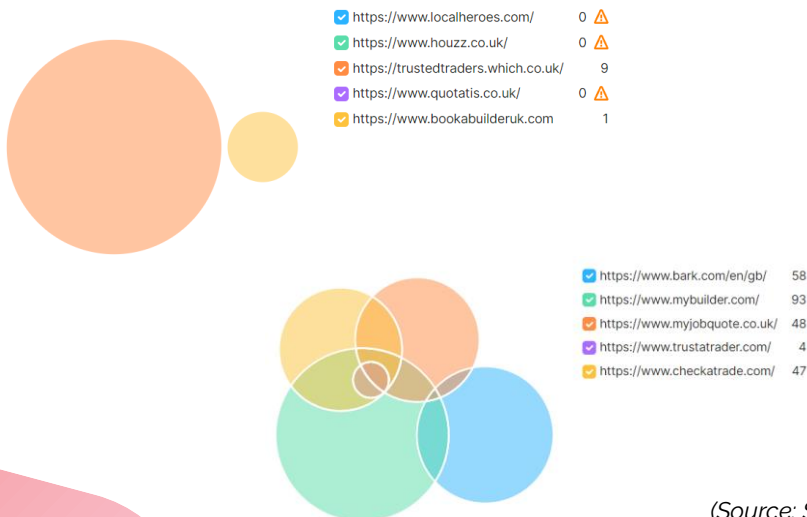 https://www.localheroes.com/ 0
https://www.houzz.co.uk/ 0
https://trustedtraders.which.co.uk/ 9
https://www.quotatis.co.uk/ 0
https://www.bookabuilderuk.com 1
https://www.bark.com/en/gb/ 58
https://www.mybuilder.com/ 93
https://www.myjobquote.co.uk/ 48
https://www.trustatrader.com/ 4
https://www.checkatrade.com/ 47
(Source: S